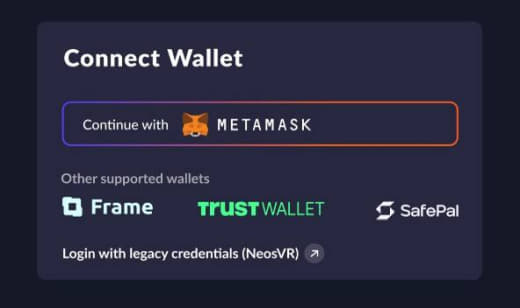 Connect Wallet
Continue with METAMASK
Other supported wallets
Frame TRUST WALLET SafePal
Login with legacy credentials (NeosVR)